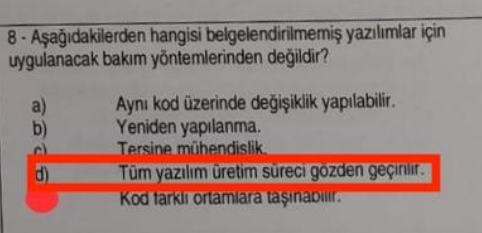 8 - Aşağıdakilerden hangisi belgelendirilmemiş yazılımlar için
uygulanacak bakım yöntemlerinden değildir?
a) Aynı kod üzerinde değişiklik yapılabilir.
b) Yeniden yapılanma.
c) Tersine mühendislik.
d) Tüm yazılım üretim süreci gözden geçirilir.
Kod farklı ortamlara taşınabilir.